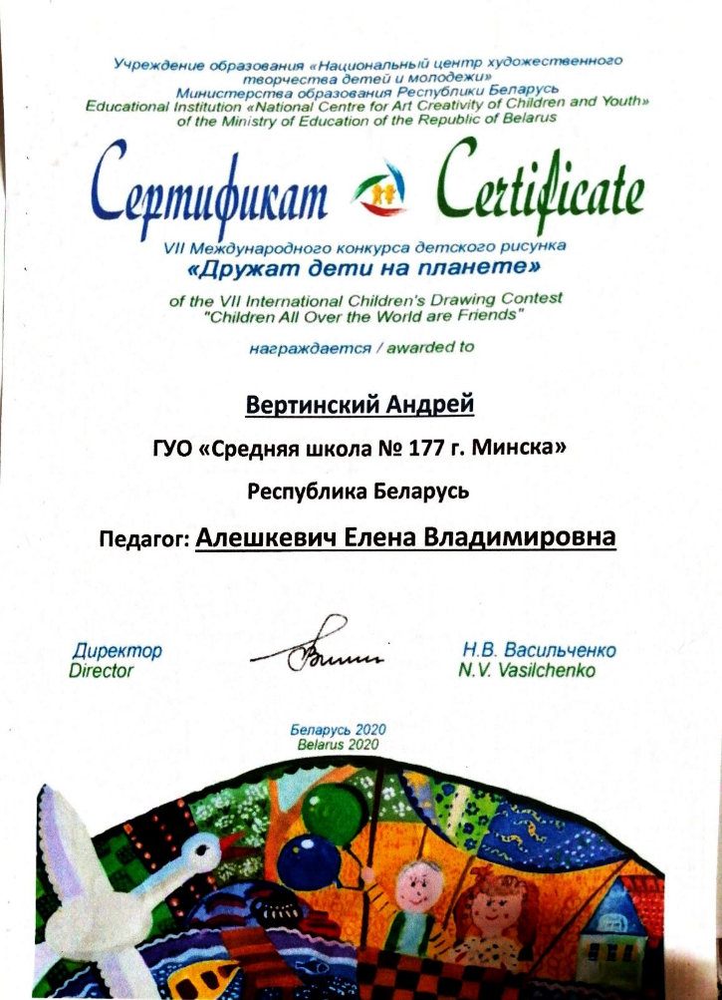 Учреждение образования «Национальный центр художественного
творчества детей и молодежи»
Министерства образования Республики Беларусь
Educational Institution «National Centre for Art Creativity of Children and Youth»
of the Ministry of Education of the Republic of Belarus
Сертификат Certificate
VII Международного конкурса детского рисунка
«Дружат дети на планете»
of the VII International Children's Drawing Contest
"Children All Over the World are Friends"
награждается / awarded to
Вертинский Андрей
ГУО «Средняя школа № 177 г. Минска»
Республика Беларусь
Педагог: Алешкевич Елена Владимировна
Директор Н.В. Васильченко
Director N.V. Vasilchenko
Беларусь 2020
Belarus 2020